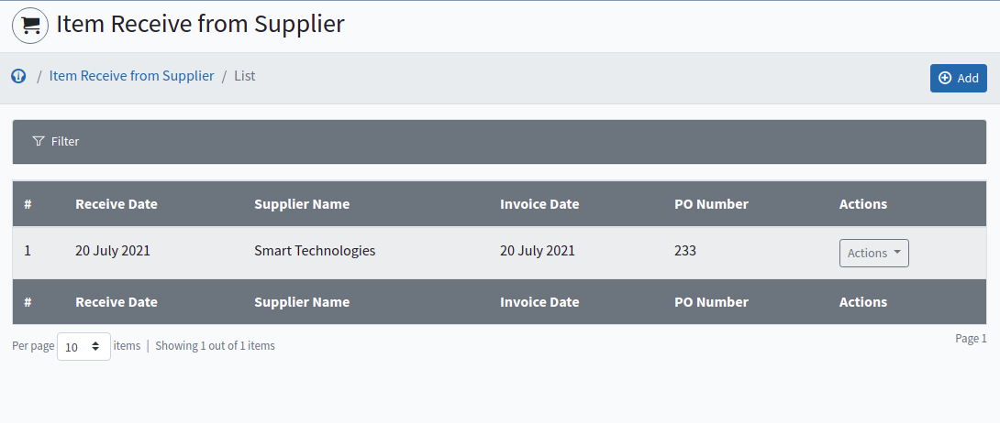 Item Receive from Supplier
/ Item Receive from Supplier / List
Add
Filter
# Receive Date Supplier Name Invoice Date PO Number Actions
1 20 July 2021 Smart Technologies 20 July 2021 233 Actions
# Receive Date Supplier Name Invoice Date PO Number Actions
Per page 10 items | Showing 1 out of 1 items
Page 1